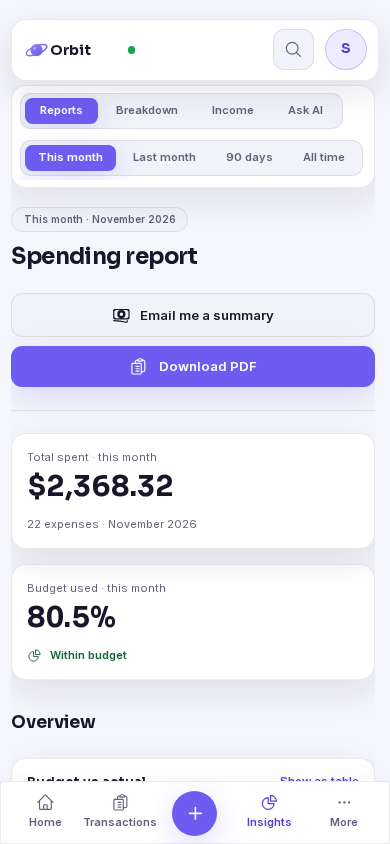 Orbit
S
Reports Breakdown Income Ask AI
This month Last month 90 days All time
This month · November 2026
Spending report
Email me a summary
Download PDF
Total spent · this month
$2,368.32
22 expenses · November 2026
Budget used · this month
80.5%
Within budget
Overview
Budget vs actual Show as table
Home Transactions + Insights More